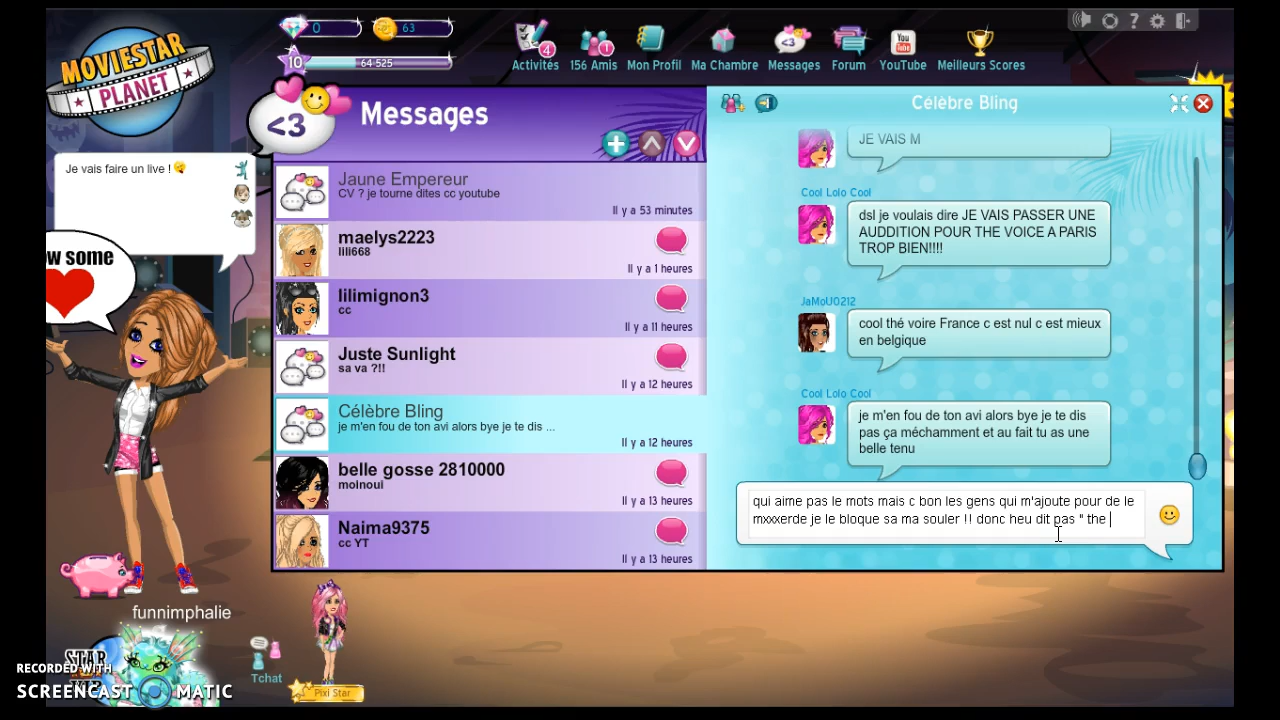 MOVIESTAR
PLANET
0
63
10
64 525
4
1
Activités
156 Amis
Mon Profil
Ma Chambre
<3
Messages
Forum
You
Tube
YouTube
Meilleurs Scores
Je vais faire un live !
w some
<3
Messages
Jaune Empereur
CV ? je tourne dites cc youtube
Il y a 53 minutes
maelys2223
lili668
Il y a 1 heures
lilimignon3
cc
Il y a 11 heures
Juste Sunlight
sa va ?!!
Il y a 12 heures
Célèbre Bling
je m'en fou de ton avi alors bye je te dis ...
Il y a 12 heures
belle gosse 2810000
moinoui
Il y a 13 heures
Naima9375
cc YT
Il y a 13 heures
Célèbre Bling
JE VAIS M
Cool Lolo Cool
dsl je voulais dire JE VAIS PASSER UNE
AUDDITION POUR THE VOICE A PARIS
TROP BIEN!!!!
JaMoU0212
cool thé voire France c est nul c est mieux
en belgique
Cool Lolo Cool
je m'en fou de ton avi alors bye je te dis
pas ça méchamment et au fait tu as une
belle tenu
qui aime pas le mots mais c bon les gens qui m'ajoute pour de le
mxxxerde je le bloque sa ma souler !! donc heu dit pas " the
funnimphalie
STAR
VIP
Tchat
Pixi Star
RECORDED WITH
SCREENCAST MATIC